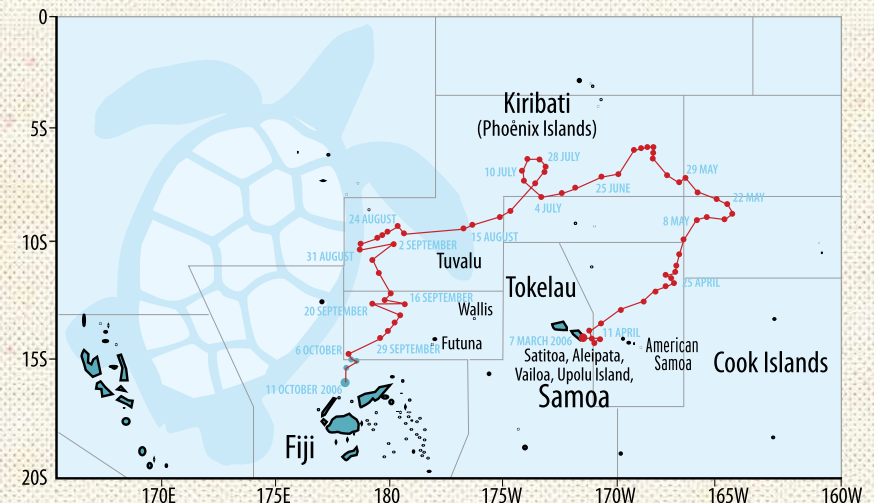 0
5S
10S
15S
20S
170E
175E
180
175W
170W
165W
160W
Kiribati
(Phoenix Islands)
28 JULY
10 JULY
4 JULY
25 JUNE
29 MAY
22 MAY
8 MAY
25 APRIL
24 AUGUST
2 SEPTEMBER
15 AUGUST
31 AUGUST
Tuvalu
Tokelau
16 SEPTEMBER
20 SEPTEMBER
Wallis
Futuna
6 OCTOBER
29 SEPTEMBER
11 OCTOBER 2006
11 APRIL
7 MARCH 2006
Satitoa, Aleipata,
Vailoa, Upolu Island,
Samoa
American
Samoa
Cook Islands
Fiji